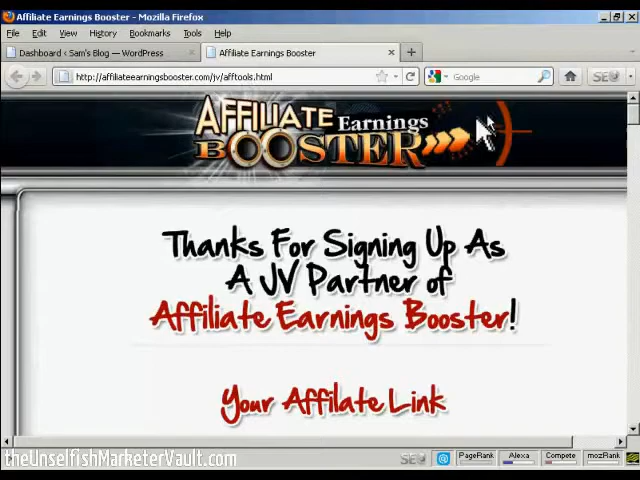 Affiliate Earnings Booster - Mozilla Firefox
File Edit View History Bookmarks Tools Help
Dashboard ‹ Sam's Blog — WordPress
Affiliate Earnings Booster
http://affiliateearningsbooster.com/jv/afftools.html
Google
SEO
AFFILIATE Earnings
BOOSTER
Thanks For Signing Up As
A JV Partner of
Affiliate Earnings Booster!
Your Affilate Link
theUnselfishMarketerVault.com
SEO
PageRank
Alexa
Compete
mozRank